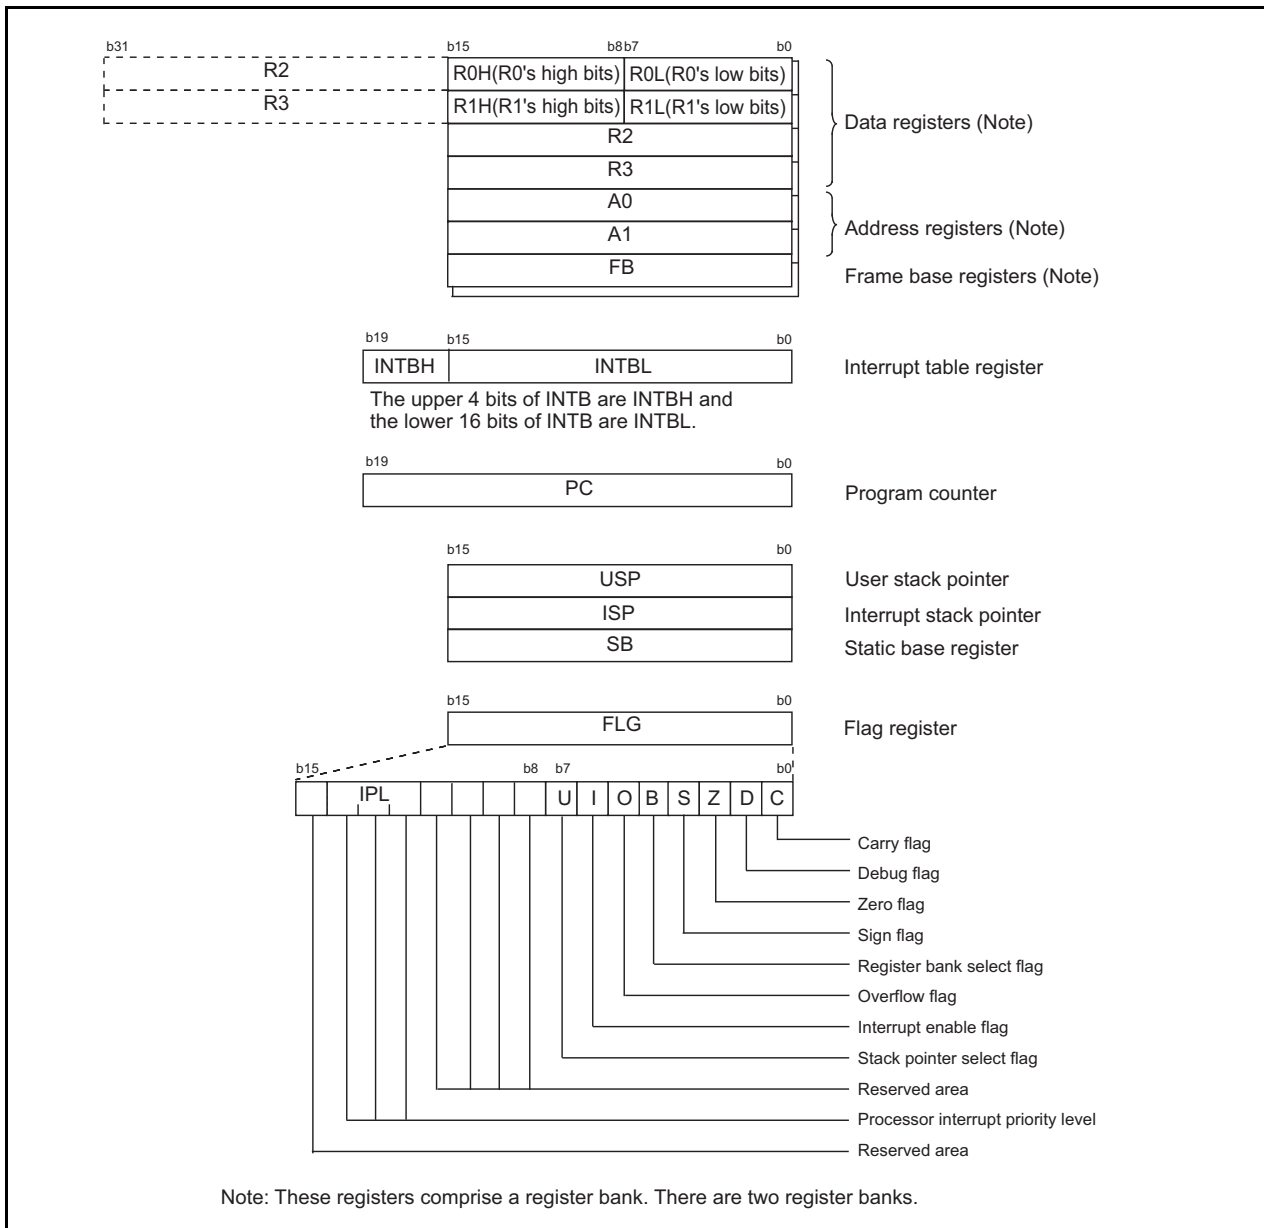 b31 b15 b8 b7 b0
R2 R0H(R0's high bits) R0L(R0's low bits)
R3 R1H(R1's high bits) R1L(R1's low bits)
Data registers (Note)
R2
R3
A0
A1
Address registers (Note)
FB
Frame base registers (Note)
b19 b15 b0
INTBH INTBL Interrupt table register
The upper 4 bits of INTB are INTBH and
the lower 16 bits of INTB are INTBL.
b19 b0
PC Program counter
b15 b0
USP User stack pointer
ISP Interrupt stack pointer
SB Static base register
b15 b0
FLG Flag register
b15 b8 b7 b0
IPL U I O B S Z D C
Carry flag
Debug flag
Zero flag
Sign flag
Register bank select flag
Overflow flag
Interrupt enable flag
Stack pointer select flag
Reserved area
Processor interrupt priority level
Reserved area
Note: These registers comprise a register bank. There are two register banks.